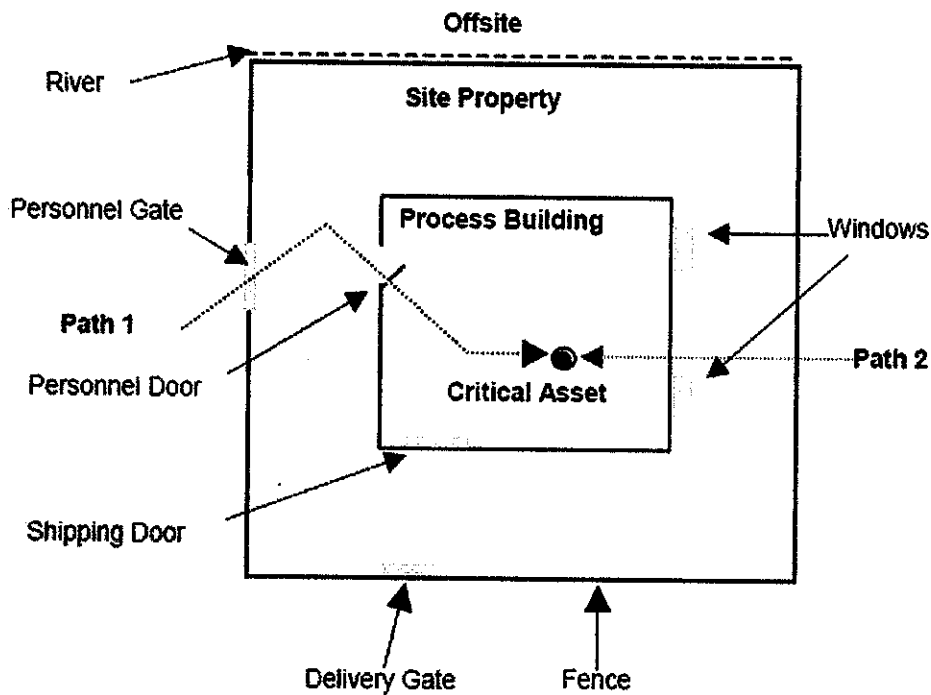 Offsite
River
Site Property
Personnel Gate
Process Building
Windows
Path 1
Path 2
Personnel Door
Critical Asset
Shipping Door
Delivery Gate
Fence